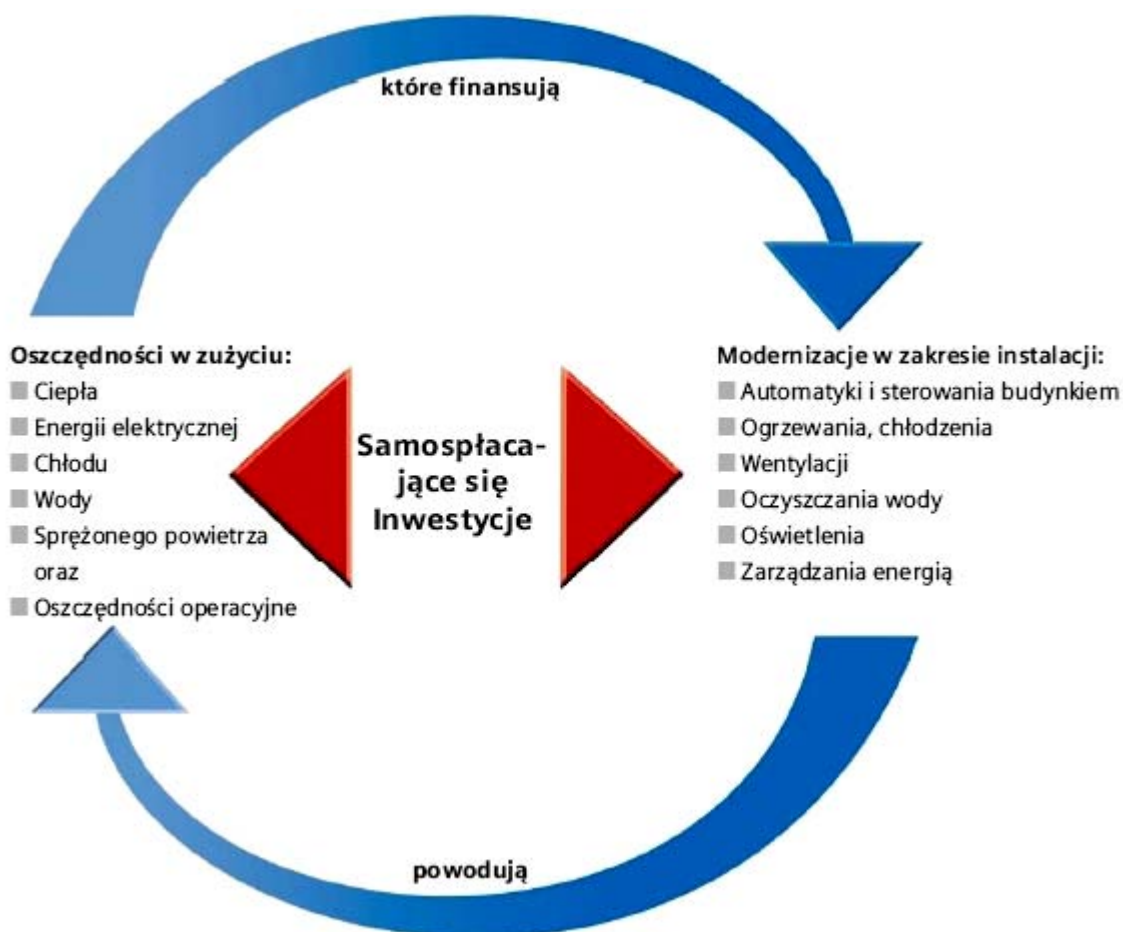 które finansują
Oszczędności w zużyciu:
Ciepła
Energii elektrycznej
Chłodu
Wody
Sprężonego powietrza
oraz
Oszczędności operacyjne
Samospłaca-
jące się
Inwestycje
Modernizacje w zakresie instalacji:
Automatyki i sterowania budynkiem
Ogrzewania, chłodzenia
Wentylacji
Oczyszczania wody
Oświetlenia
Zarządzania energią
powodują